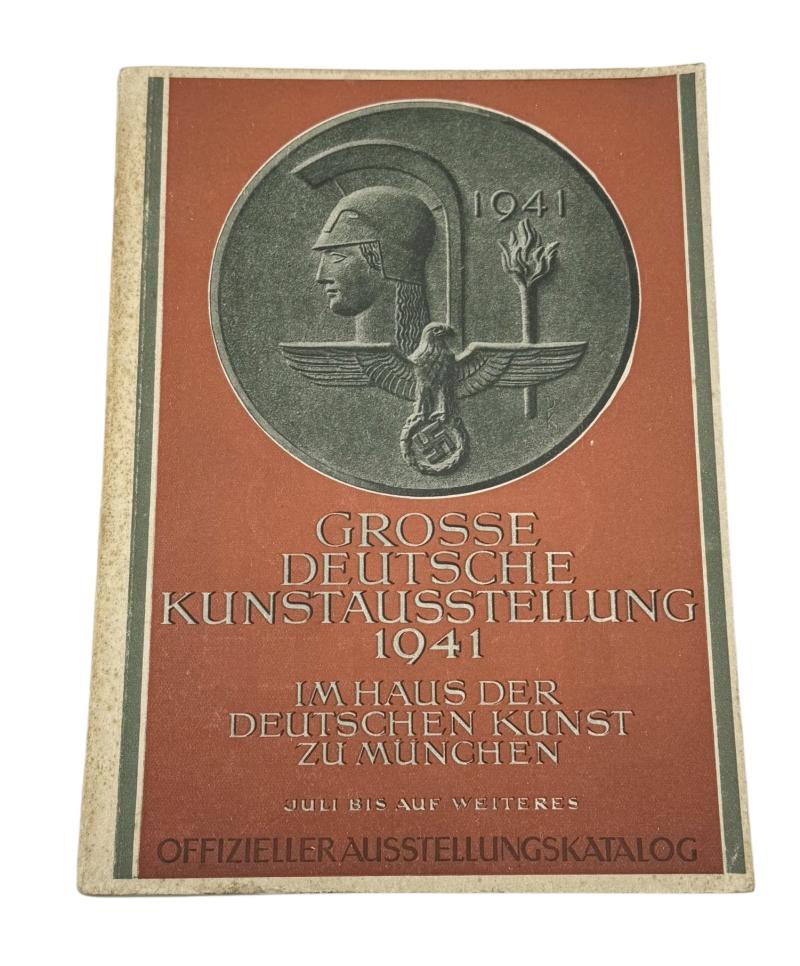 1941
GROSSE
DEUTSCHE
KUNSTAUSSTELLUNG
1941
IM HAUS DER
DEUTSCHEN KUNST
ZU MÜNCHEN
JULI BIS AUF WEITERES
OFFIZIELLER AUSSTELLUNGSKATALOG